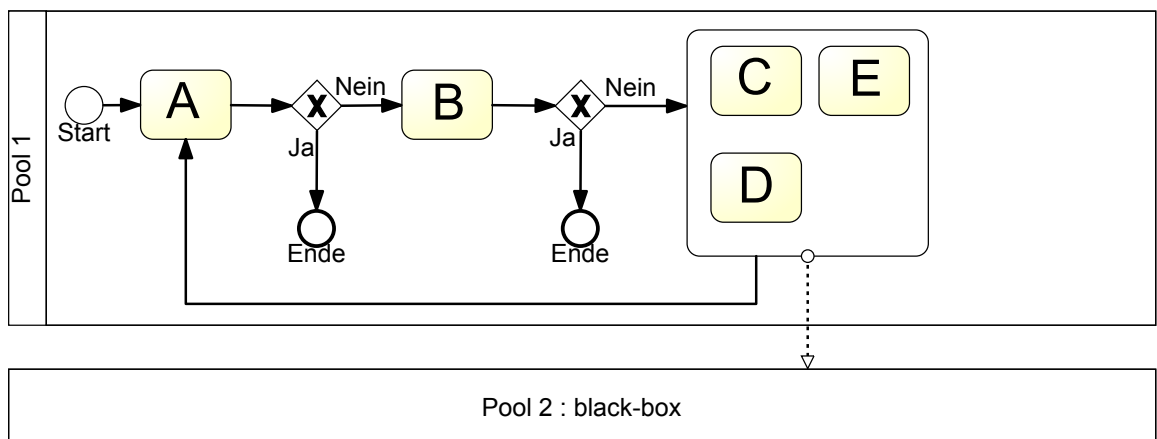 Pool 1
Start
A
X
Nein
Ja
Ende
B
X
Nein
Ja
Ende
C
E
D
Pool 2 : black-box